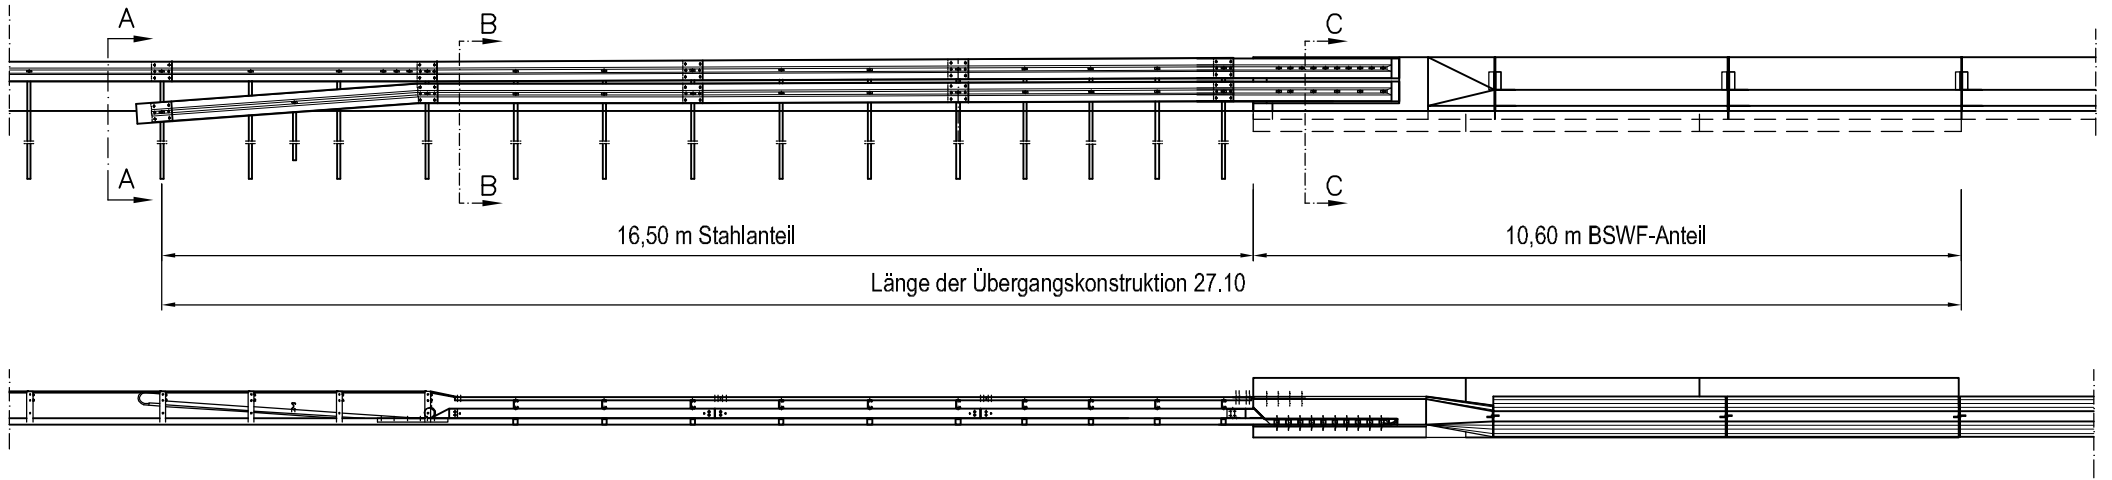 A
B
C
A
B
C
16,50 m Stahlanteil
10,60 m BSWF-Anteil
Länge der Übergangskonstruktion 27.10